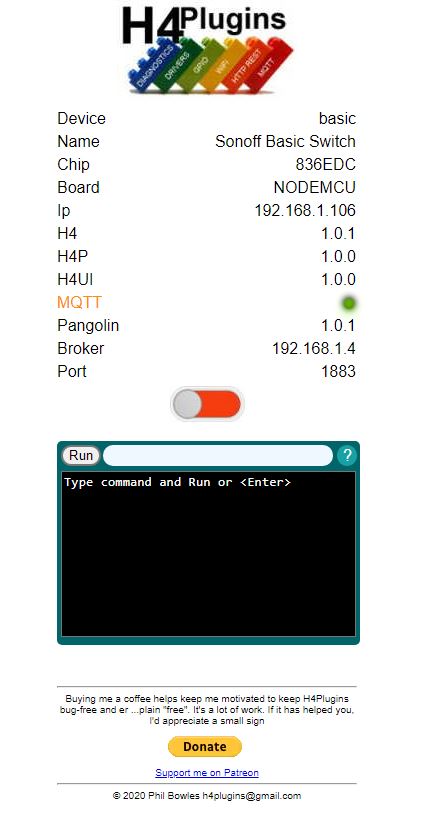 H4Plugins
DIAGNOSTICS
DRIVERS
GPIO
WiFi
HTTP REST
MQTT
Device basic
Name Sonoff Basic Switch
Chip 836EDC
Board NODEMCU
Ip 192.168.1.106
H4 1.0.1
H4P 1.0.0
H4UI 1.0.0
MQTT
Pangolin 1.0.1
Broker 192.168.1.4
Port 1883
Run ?
Type command and Run or <Enter>
Buying me a coffee helps keep me motivated to keep H4Plugins
bug-free and er ...plain "free". It's a lot of work. If it has helped you,
I'd appreciate a small sign
Donate
Support me on Patreon
© 2020 Phil Bowles h4plugins@gmail.com